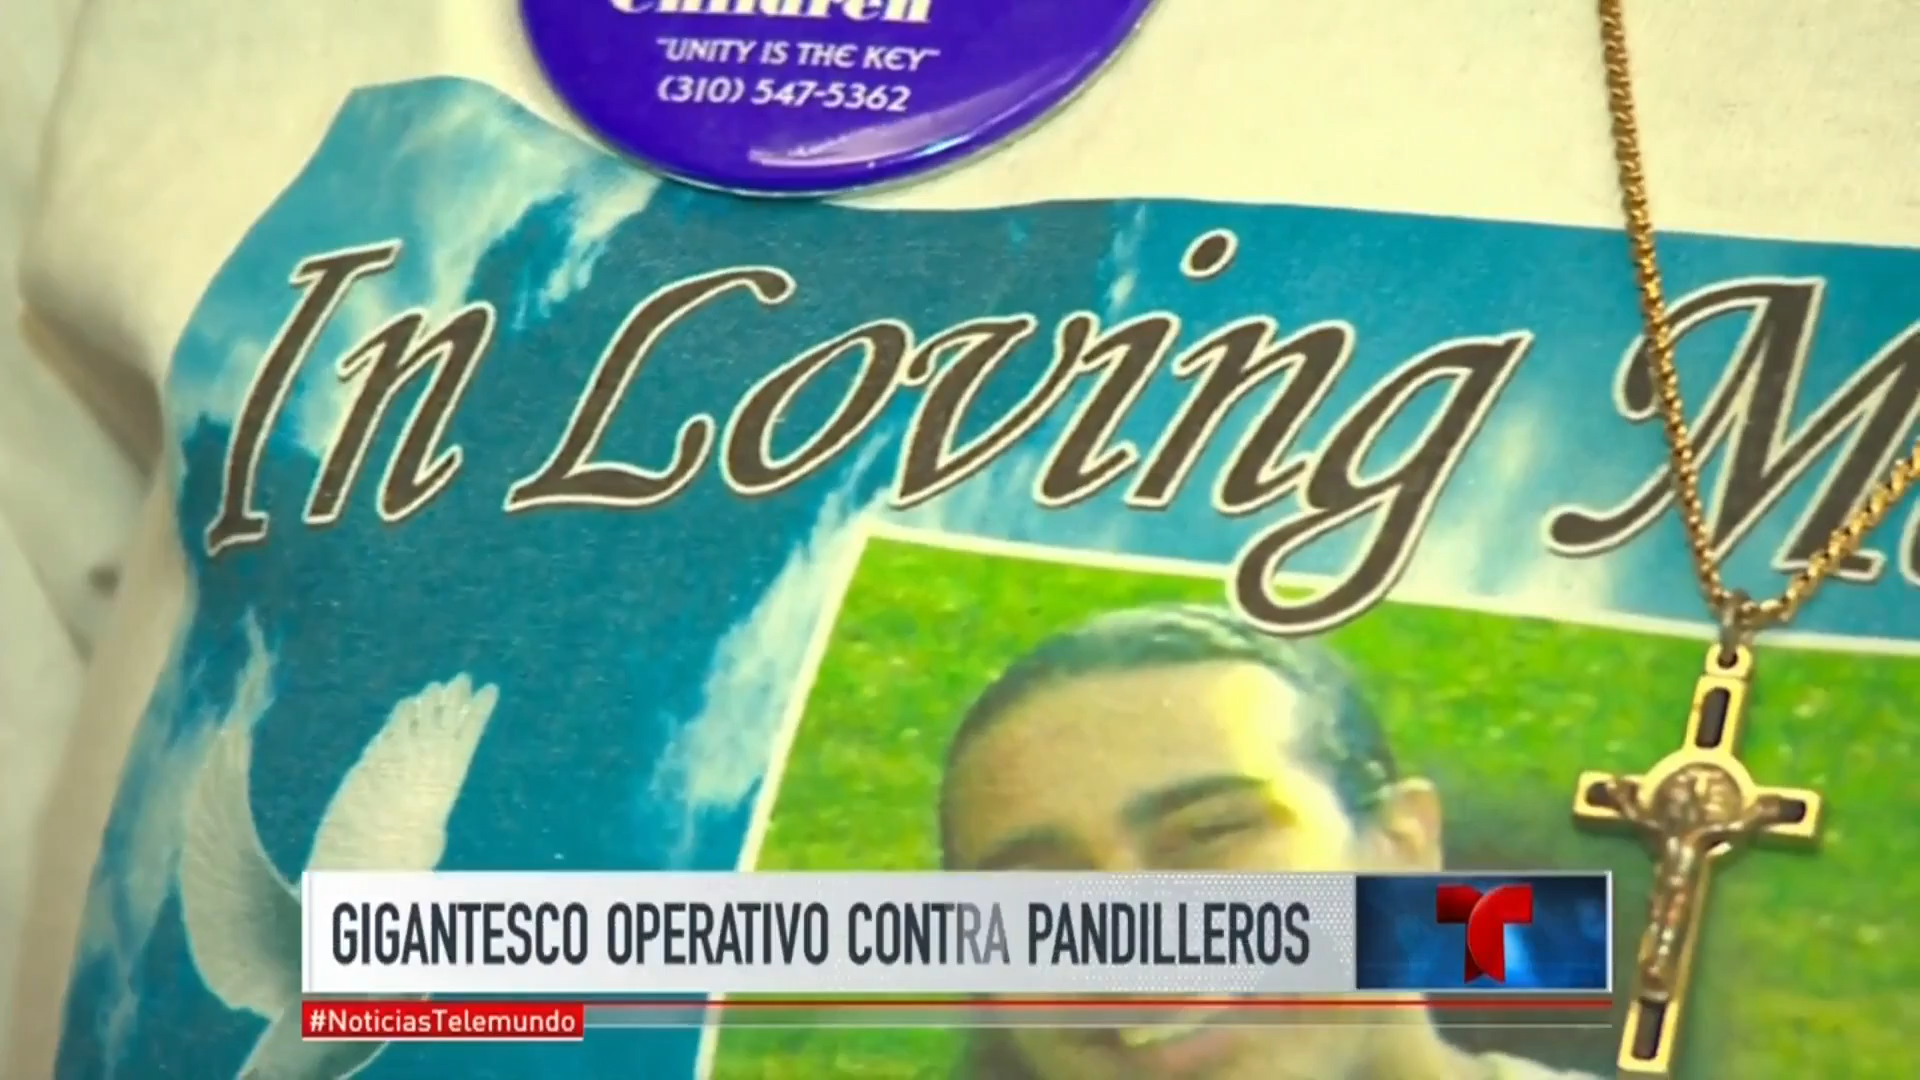 Children
"UNITY IS THE KEY"
(310) 547-5362
In Loving
GIGANTESCO OPERATIVO CONTRA PANDILLEROS
#NoticiasTelemundo